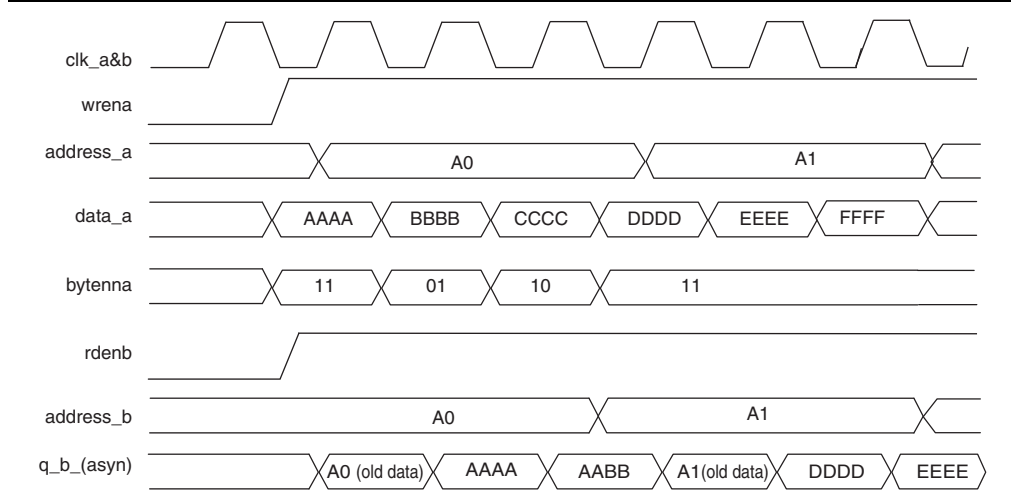 clk_a&b
wrena
address_a A0 A1
data_a AAAA BBBB CCCC DDDD EEEE FFFF
bytenna 11 01 10 11
rdenb
address_b A0 A1
q_b_(asyn) A0 (old data) AAAA AABB A1(old data) DDDD EEEE